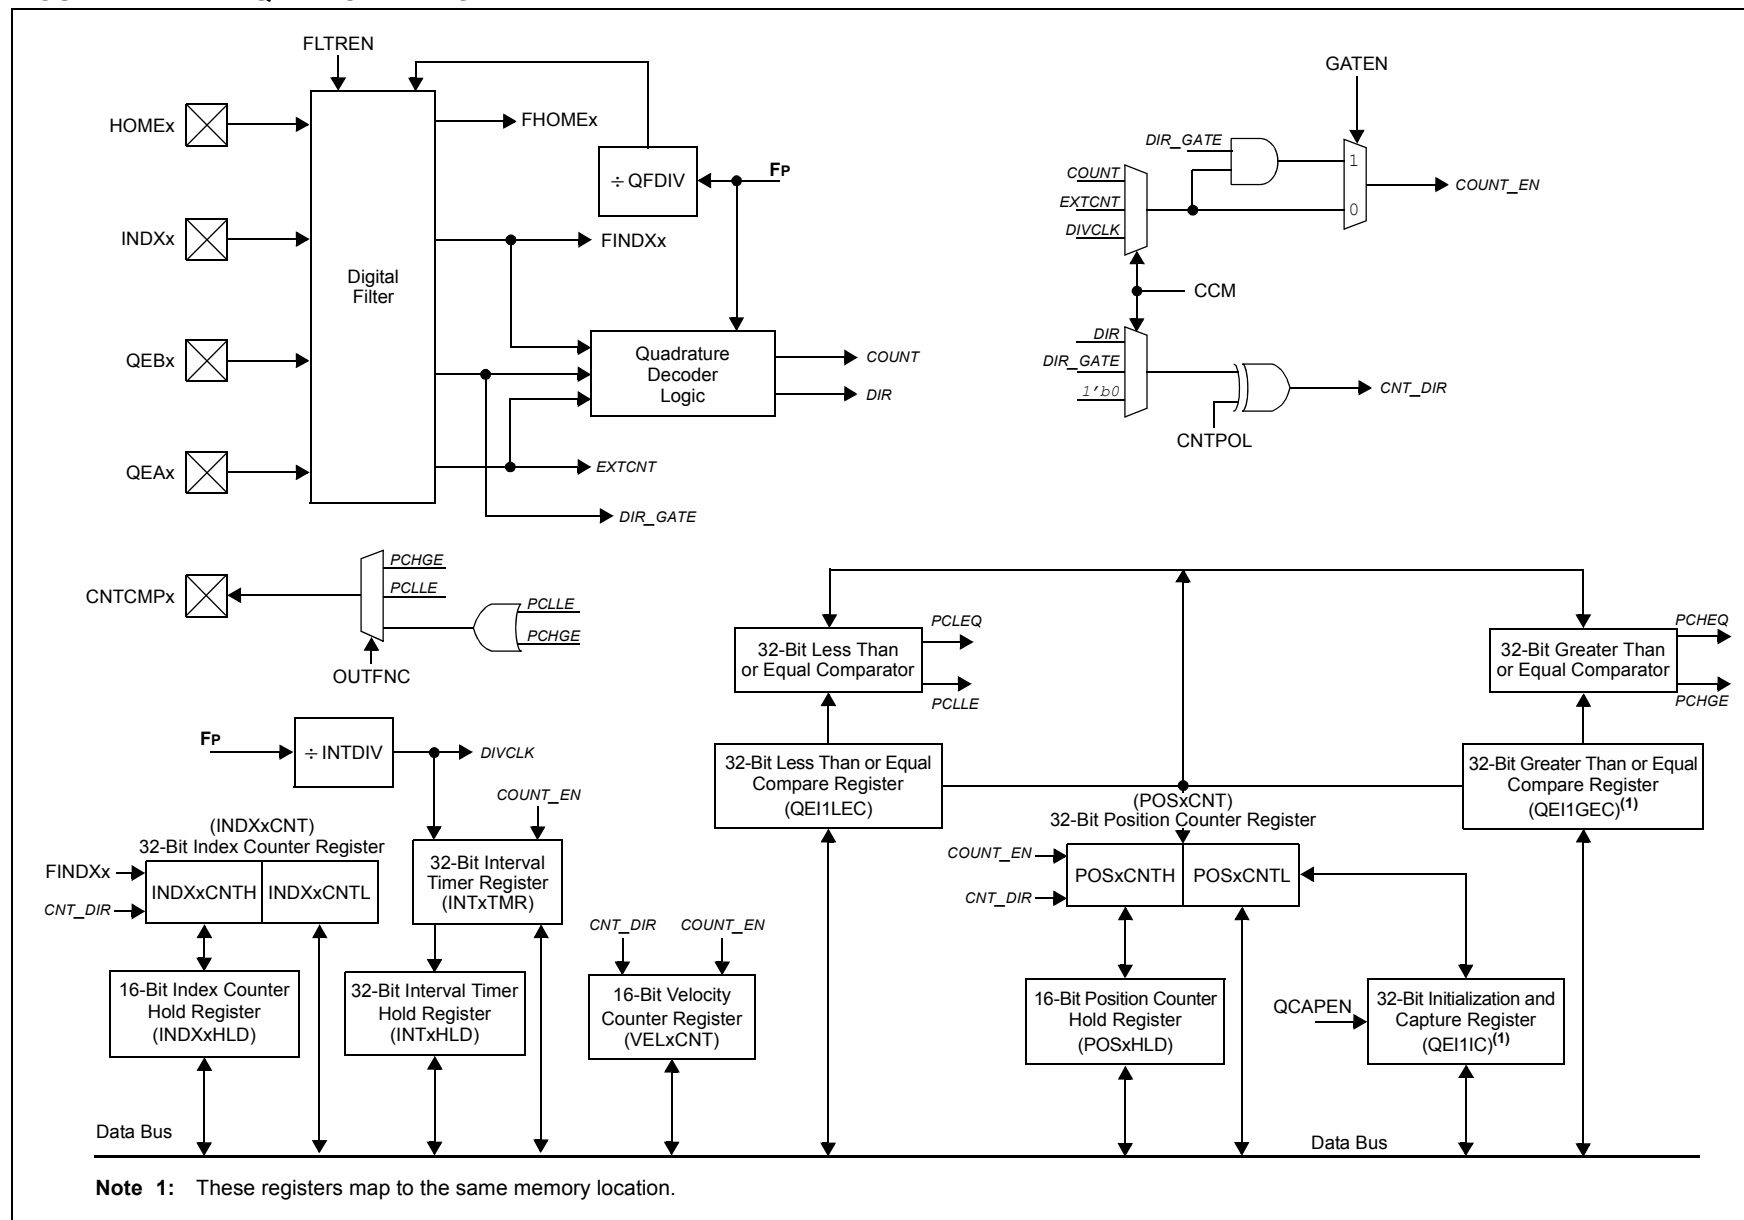 FLTREN
HOMEx
FHOMEx
÷ QFDIV
FP
INDXx
FINDXx
Digital
Filter
QEBx
Quadrature
Decoder
Logic
COUNT
DIR
QEAx
EXTCNT
DIR_GATE
GATEN
DIR_GATE
COUNT
EXTCNT
DIVCLK
1
0
COUNT_EN
CCM
DIR
DIR_GATE
1'b0
CNT_DIR
CNTPOL
CNTCMPx
PCHGE
PCLLE
PCLLE
PCHGE
OUTFNC
32-Bit Less Than
or Equal Comparator
PCLEQ
PCLLE
32-Bit Greater Than
or Equal Comparator
PCHEQ
PCHGE
FP
÷ INTDIV
DIVCLK
COUNT_EN
32-Bit Less Than or Equal
Compare Register
(QEI1LEC)
32-Bit Greater Than or Equal
Compare Register
(QEI1GEC)(1)
(INDXxCNT)
32-Bit Index Counter Register
FINDXx
CNT_DIR
INDXxCNTH
INDXxCNTL
32-Bit Interval
Timer Register
(INTxTMR)
(POSxCNT)
32-Bit Position Counter Register
COUNT_EN
CNT_DIR
POSxCNTH
POSxCNTL
CNT_DIR
COUNT_EN
16-Bit Index Counter
Hold Register
(INDXxHLD)
32-Bit Interval Timer
Hold Register
(INTxHLD)
16-Bit Velocity
Counter Register
(VELxCNT)
16-Bit Position Counter
Hold Register
(POSxHLD)
QCAPEN
32-Bit Initialization and
Capture Register
(QEI1IC)(1)
Data Bus
Data Bus
Note 1: These registers map to the same memory location.